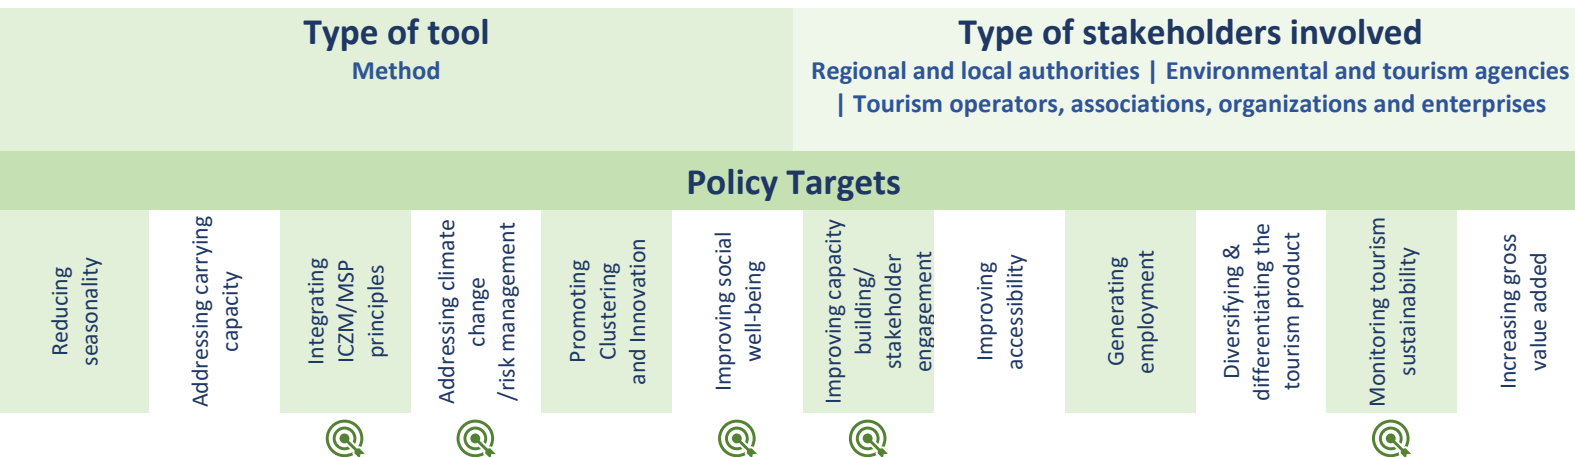 Type of tool
Method
Type of stakeholders involved
Regional and local authorities | Environmental and tourism agencies
| Tourism operators, associations, organizations and enterprises
Policy Targets
Reducing
seasonality
Addressing carrying
capacity
Integrating
ICZM/MSP
principles
Addressing climate
change
/risk management
Promoting
Clustering
and Innovation
Improving social
well-being
Improving capacity
building/
stakeholder
engagement
Improving
accessibility
Generating
employment
Diversifying &
differentiating the
tourism product
Monitoring tourism
sustainability
Increasing gross
value added